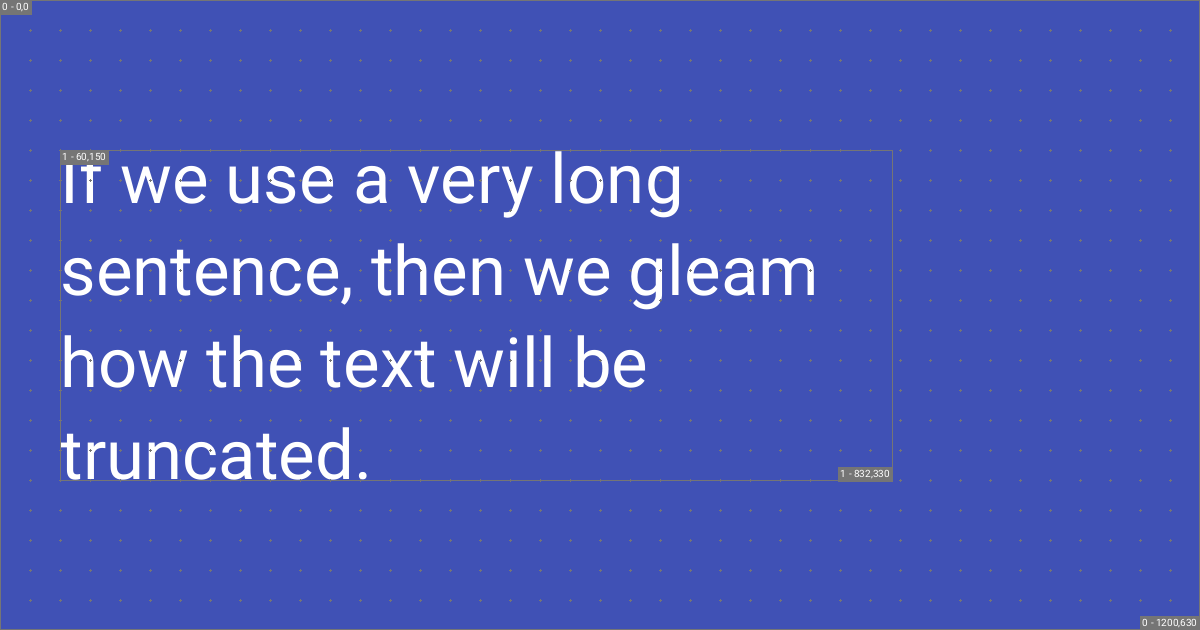 0 - 0,0
1 - 60,150
If we use a very long
sentence, then we gleam
how the text will be
truncated.
1 - 832,330
0 - 1200,630